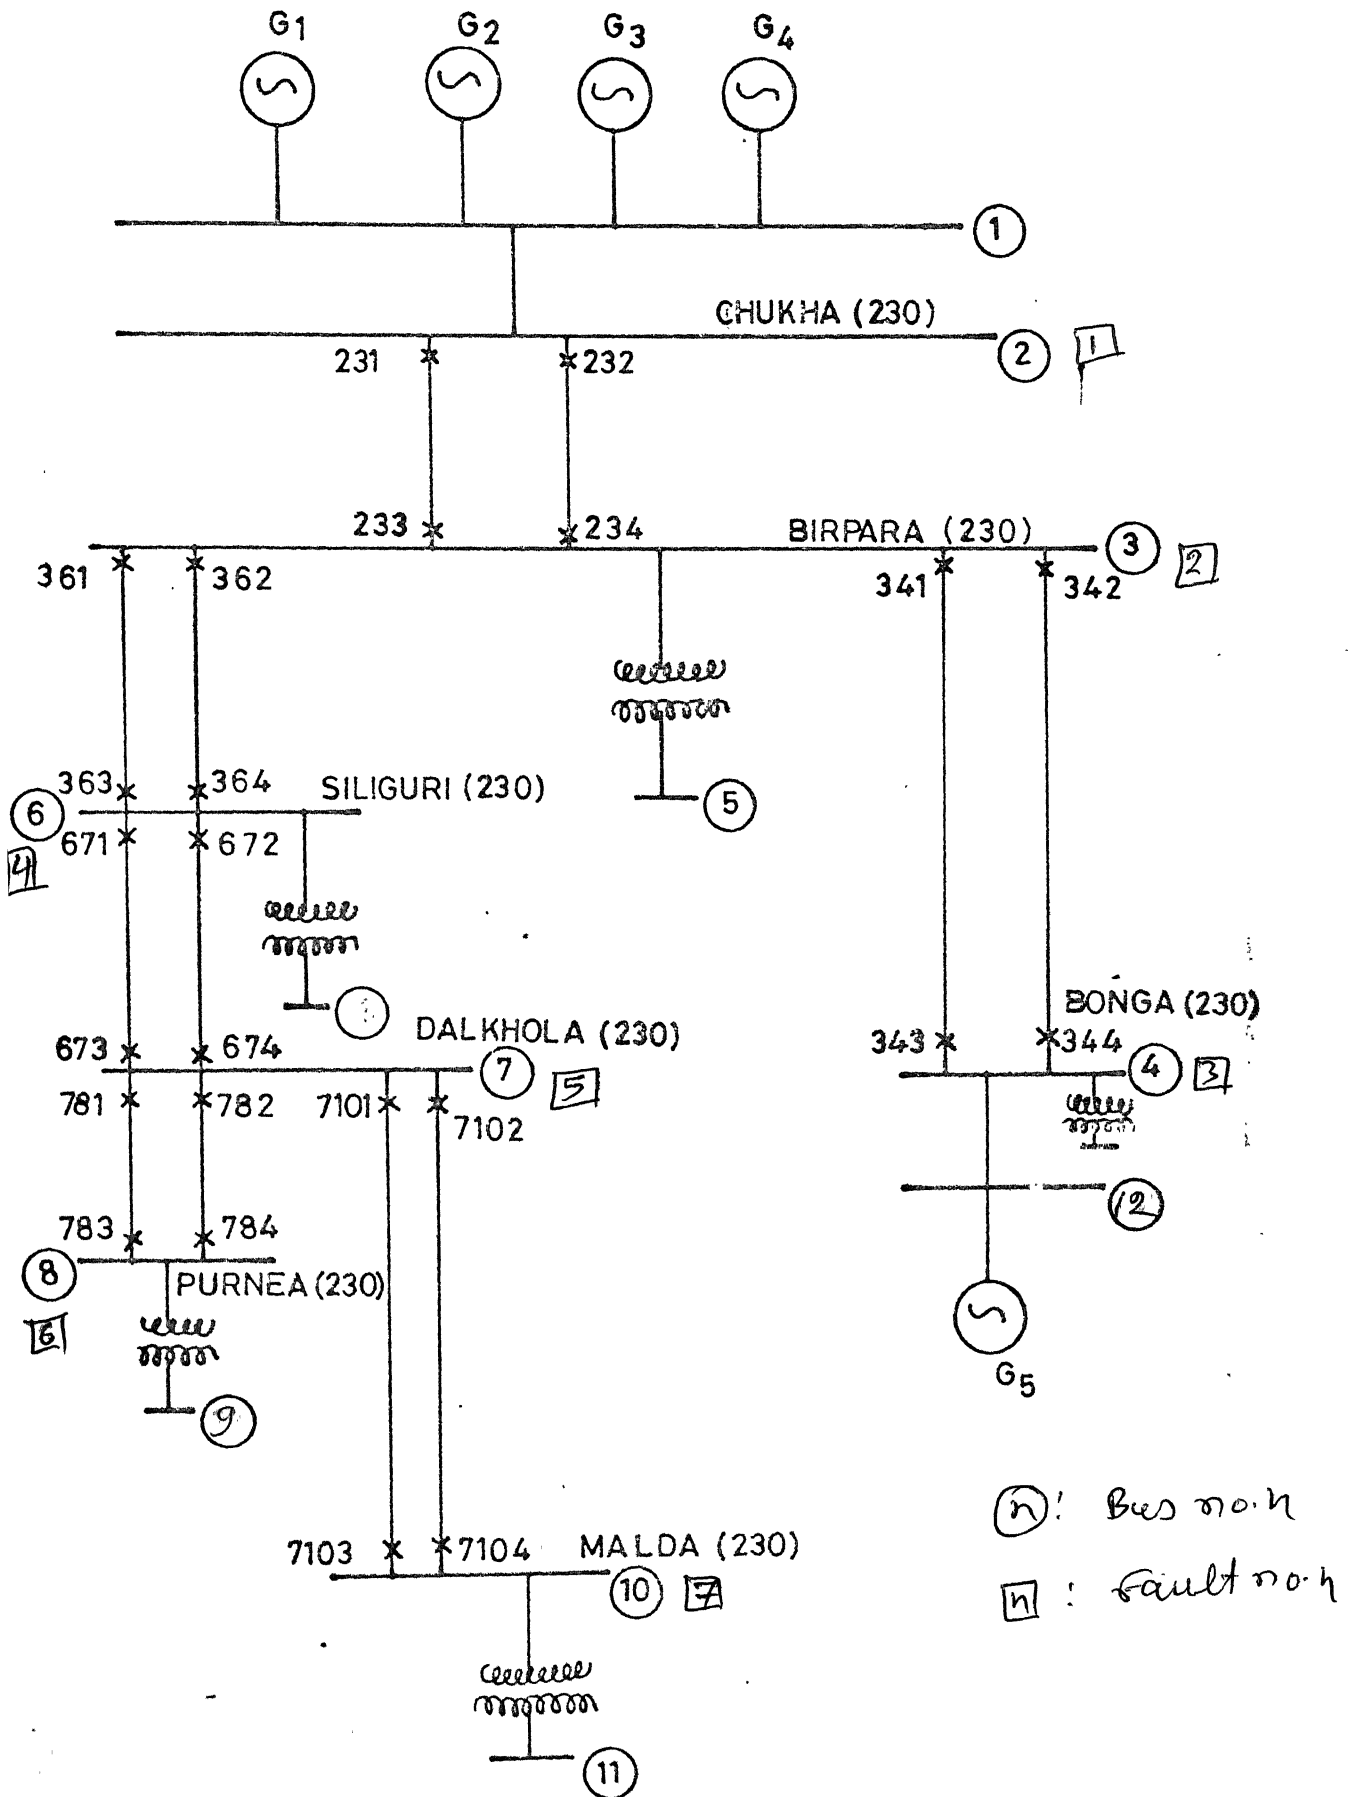 G1 G2 G3 G4
1
CHUKHA (230)
2 1
231 232
233 234 BIRPARA (230) 3 2
361 362 341 342
363 364 SILIGURI (230) 5
6
671 672
4
BONGA (230)
DALKHOLA (230)
673 674 343 344
7 5 4 3
781 782 7101 7102
12
783 784
8 PURNEA (230)
6
G5
9
n : Bus no. n
7103 7104 MALDA (230)
10 7
n : Fault no. n
11